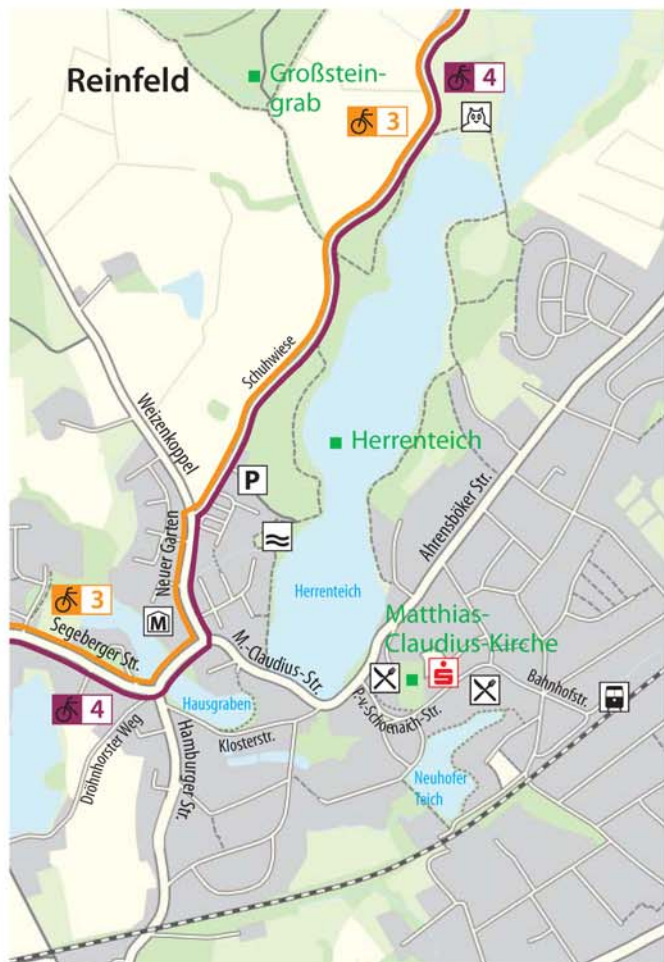 Reinfeld
Großstein-
grab
4
3
Schuhwiese
Weizenkoppel
Herrenteich
P
Ahrensböker Str.
Neuer Garten
Herrenteich
3
M
Matthias-
Claudius-Kirche
Segeberger Str.
M.-Claudius-Str.
S
Bahnhofstr.
4
Hausgraben
P.-v.-Schoenaich-Str.
Dröhnhorster Weg
Hamburger Str.
Klosterstr.
Neuhofer
Teich